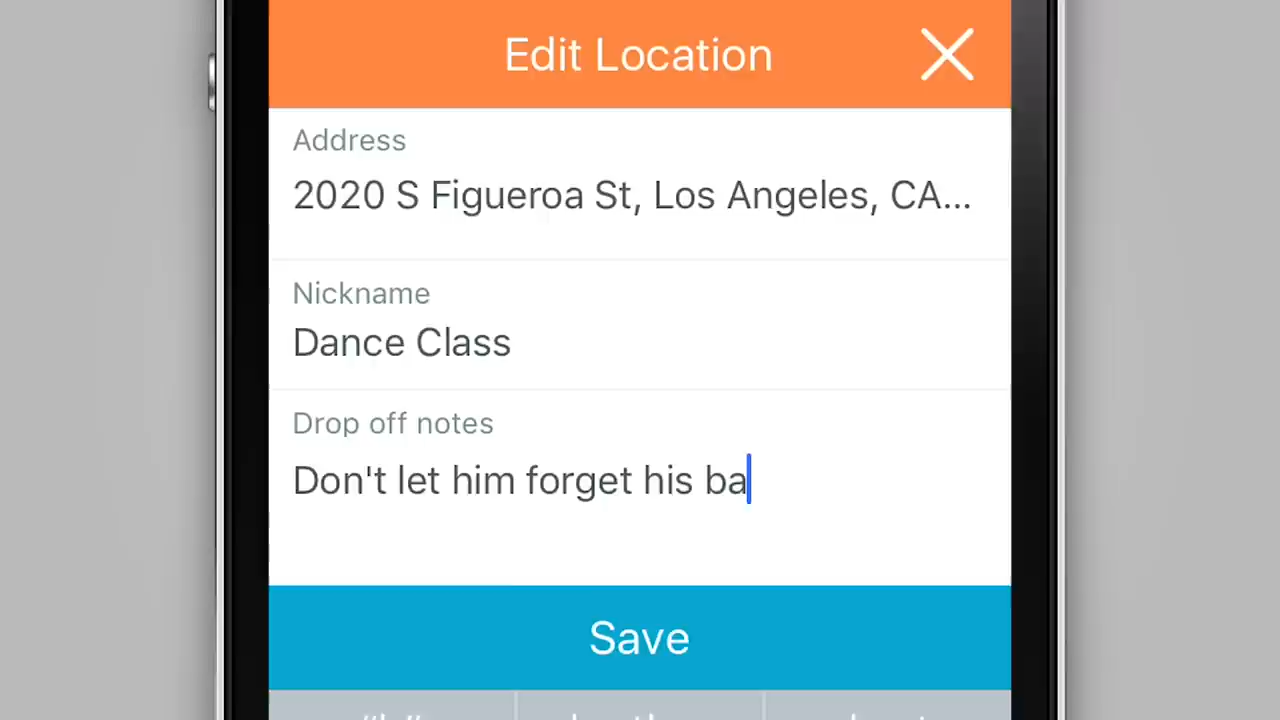 Edit Location
Address
2020 S Figueroa St, Los Angeles, CA...
Nickname
Dance Class
Drop off notes
Don't let him forget his ba
Save